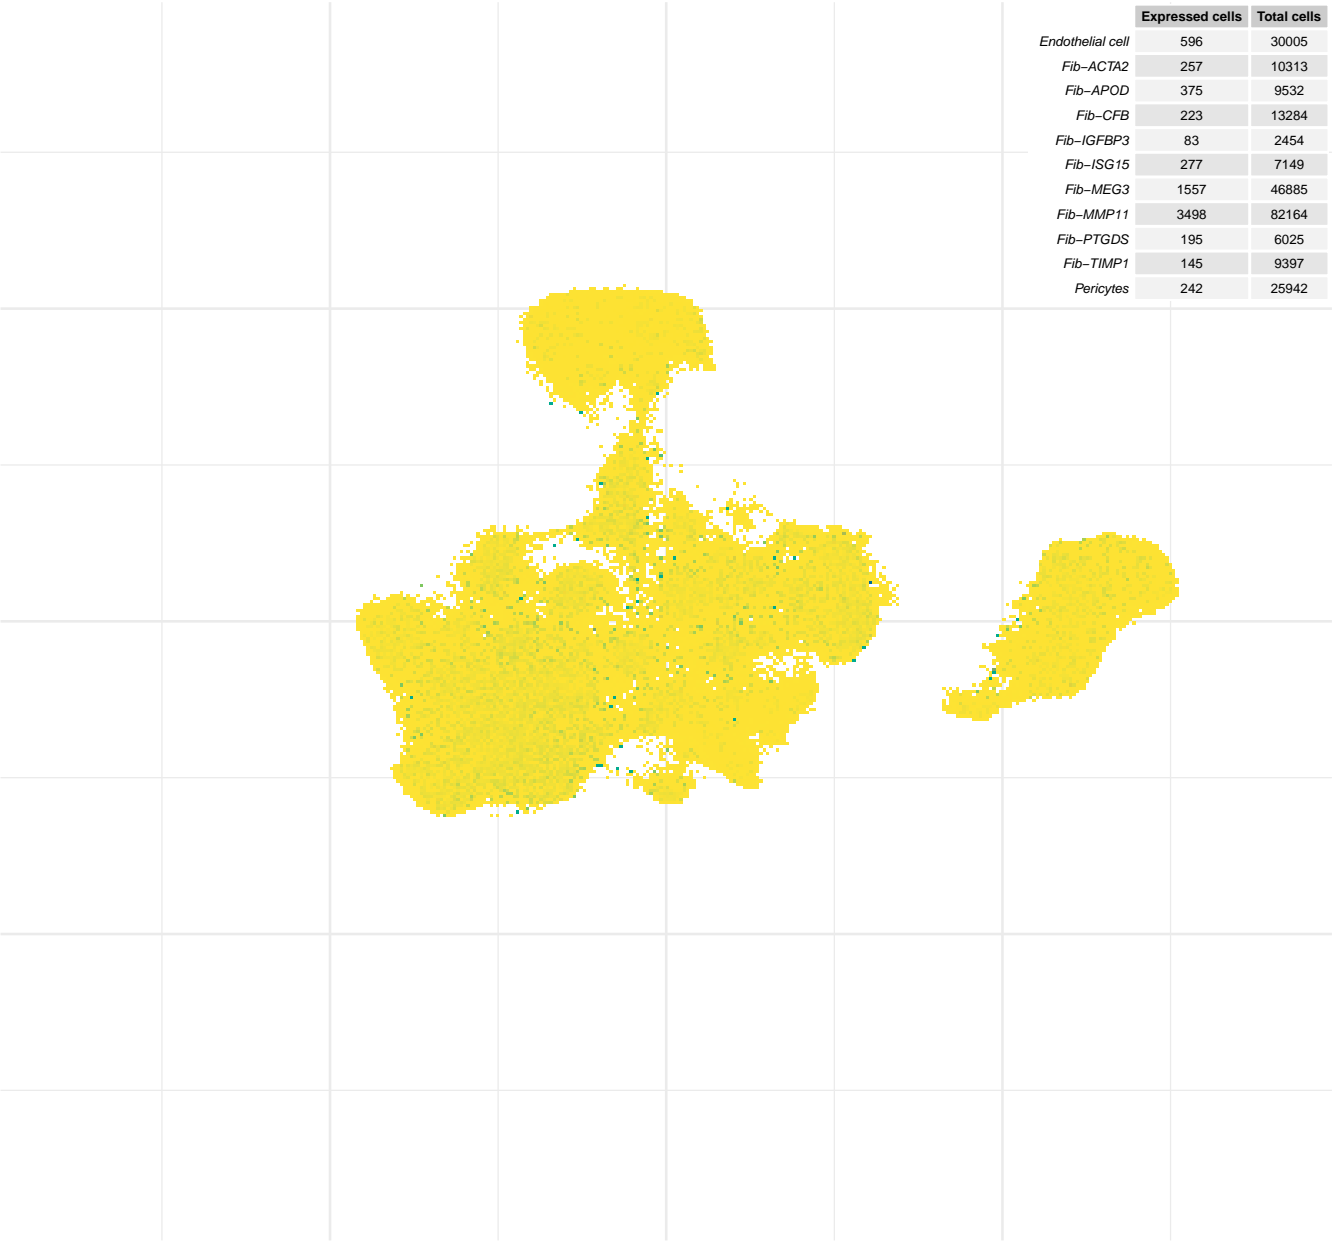 Expressed cells Total cells
Endothelial cell 596 30005
Fib−ACTA2 257 10313
Fib−APOD 375 9532
Fib−CFB 223 13284
Fib−IGFBP3 83 2454
Fib−ISG15 277 7149
Fib−MEG3 1557 46885
Fib−MMP11 3498 82164
Fib−PTGDS 195 6025
Fib−TIMP1 145 9397
Pericytes 242 25942